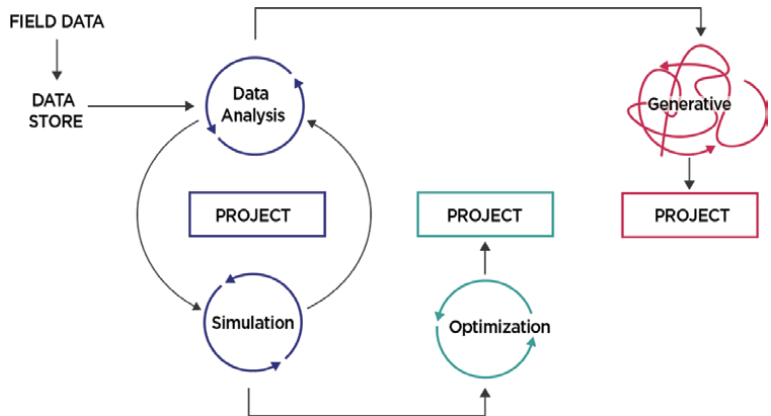 FIELD DATA
DATA
STORE
Data
Analysis
Generative
PROJECT
PROJECT
PROJECT
Simulation
Optimization